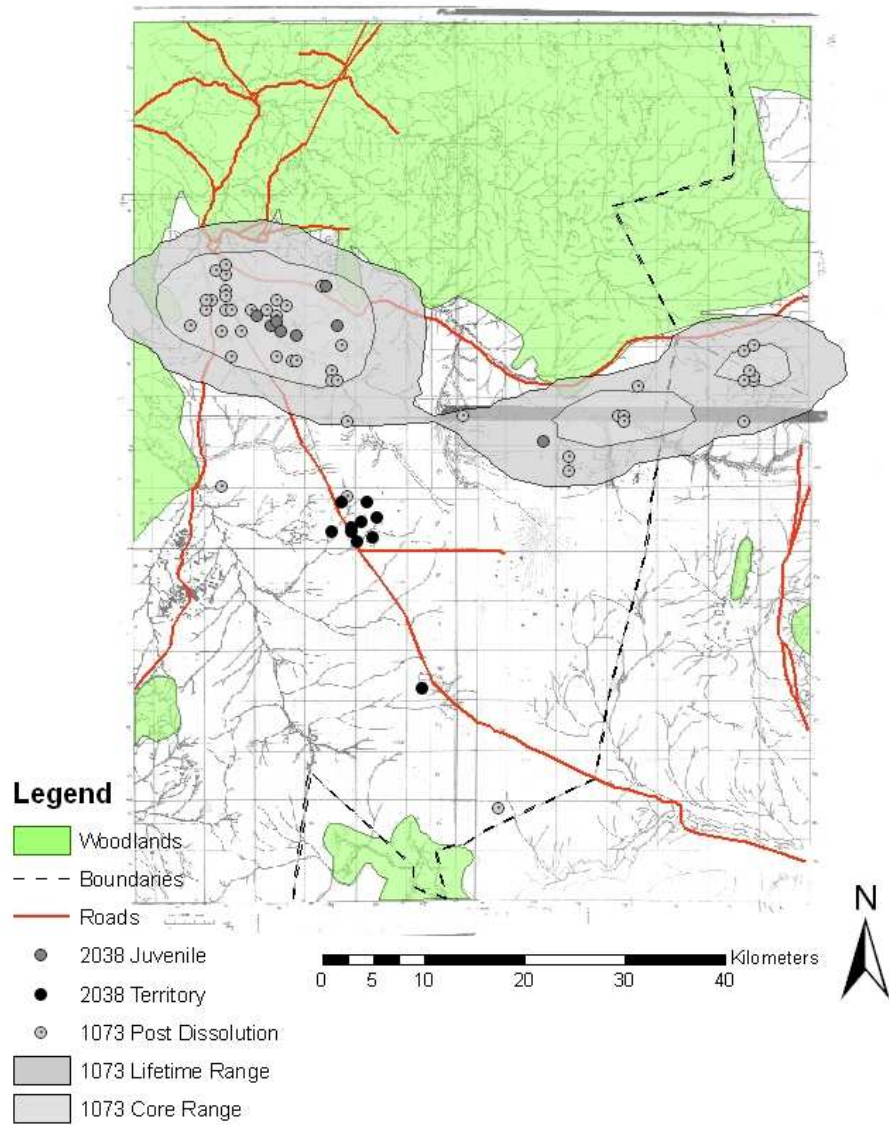 Legend
Woodlands
Boundaries
Roads
2038 Juvenile
2038 Territory
1073 Post Dissolution
1073 Lifetime Range
1073 Core Range
N
Kilometers
0 5 10 20 30 40